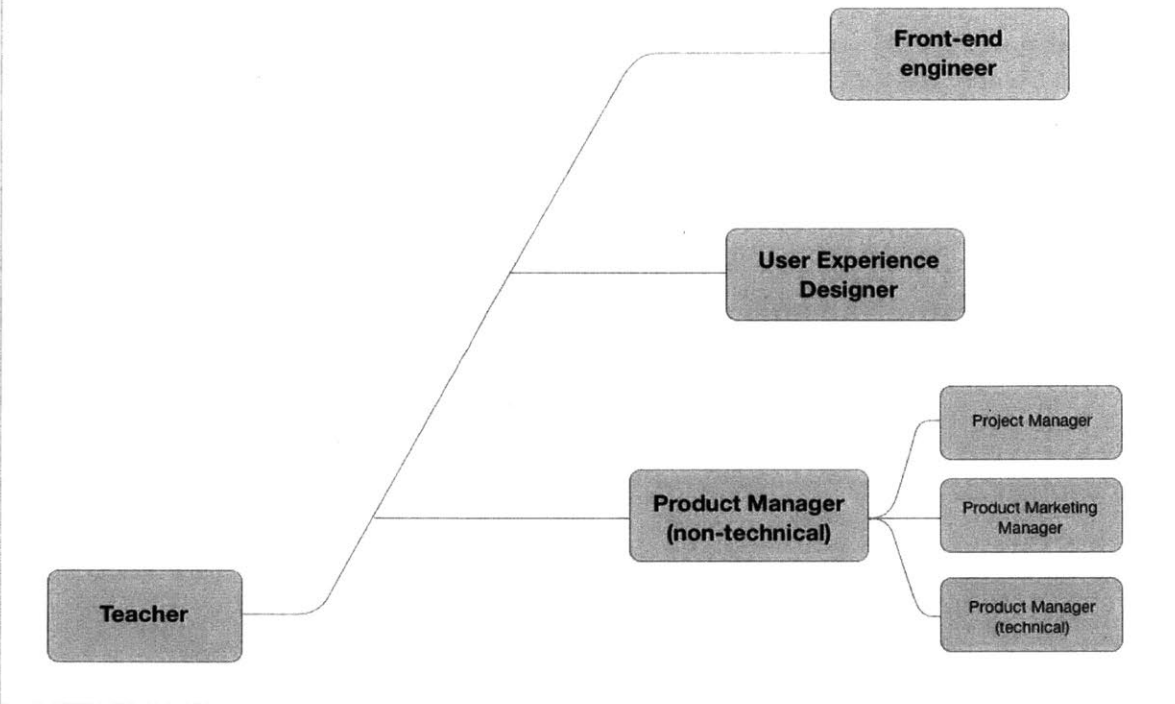 Front-end
engineer
User Experience
Designer
Project Manager
Product Manager
(non-technical)
Product Marketing
Manager
Teacher
Product Manager
(technical)